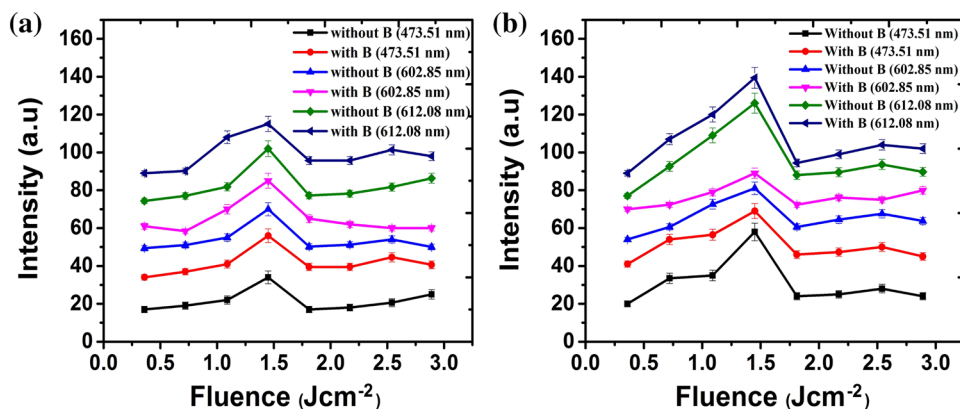 (a)
160
140
120
100
80
60
40
20
0
0.0 0.5 1.0 1.5 2.0 2.5 3.0
Intensity (a.u)
Fluence (Jcm-2)
without B (473.51 nm)
with B (473.51 nm)
without B (602.85 nm)
with B (602.85 nm)
without B (612.08 nm)
with B (612.08 nm)
(b)
160
140
120
100
80
60
40
20
0
0.0 0.5 1.0 1.5 2.0 2.5 3.0
Intensity (a.u)
Fluence (Jcm-2)
Without B (473.51 nm)
With B (473.51 nm
Without B (602.85 nm
With B (602.85 nm)
Without B (612.08 nm)
With B (612.08 nm)